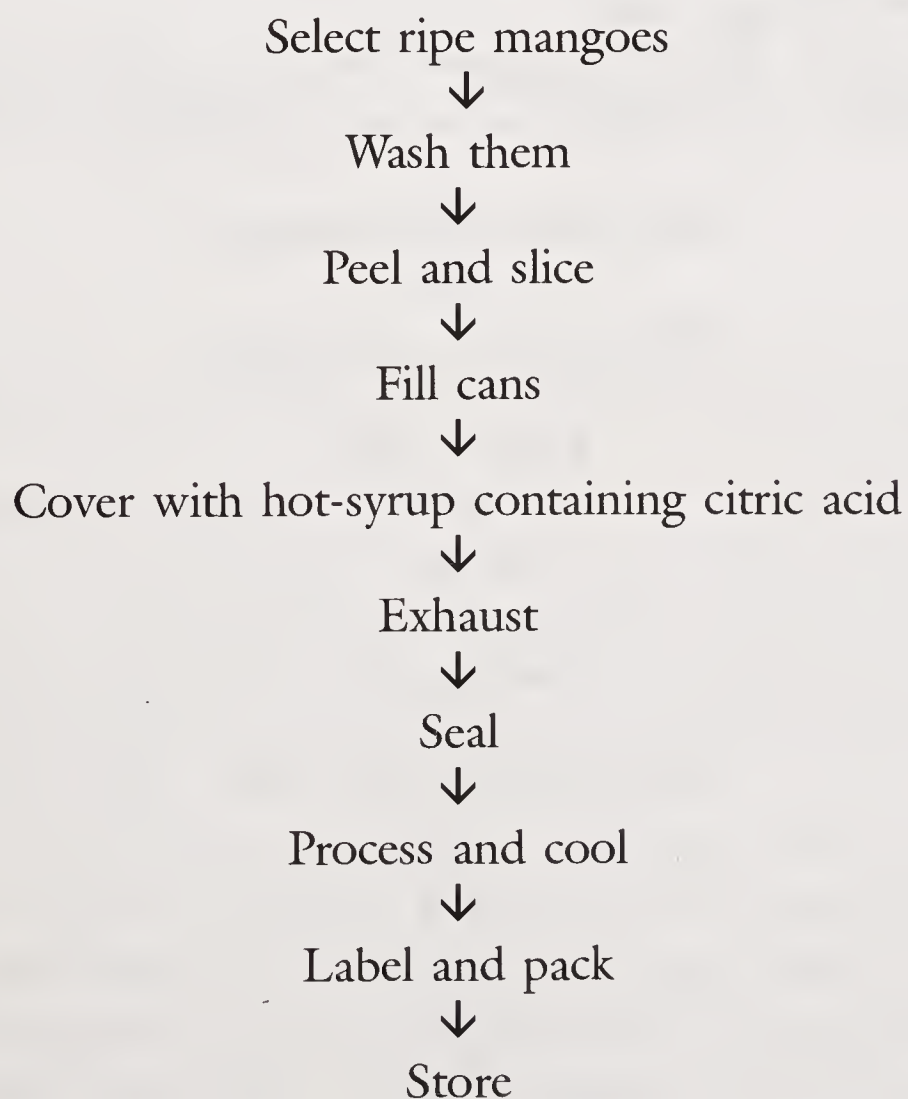 Select ripe mangoes
↓
Wash them
↓
Peel and slice
↓
Fill cans
↓
Cover with hot-syrup containing citric acid
↓
Exhaust
↓
Seal
↓
Process and cool
↓
Label and pack
↓
Store